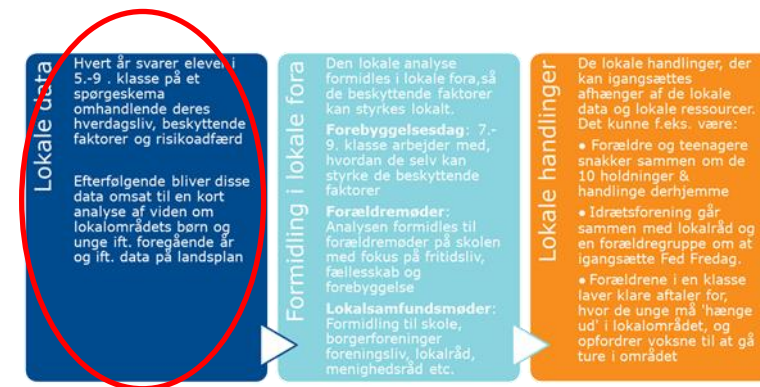 Lokale data
Hvert år svarer elever i
5.-9 . klasse på et
spørgeskema
omhandlende deres
hverdagsliv, beskyttende
faktorer og risikoadfærd
Efterfølgende bliver disse
data omsat til en kort
analyse af viden om
lokalområdets børn og
unge ift. foregående år
og ift. data på landsplan
Formidling i lokale fora
Den lokale analyse
formidles i lokale fora,så
de beskyttende faktorer
kan styrkes lokalt.
Forebyggelsesdag: 7.-
9. klasse arbejder med,
hvordan de selv kan
styrke de beskyttende
faktorer
Forældremøder:
Analysen formidles til
forældremøder på skolen
med fokus på fritidsliv,
fællesskab og
forebyggelse
Lokalsamfundsmøder:
Formidling til skole,
borgerforeninger
foreningsliv, lokalråd,
menighedsråd etc.
Lokale handlinger
De lokale handlinger, der
kan igangsættes
afhænger af de lokale
data og lokale ressourcer.
Det kunne f.eks. være:
• Forældre og teenagere
snakker sammen om de
10 holdninger &
handlinge derhjemme
• Idrætsforening går
sammen med lokalråd og
en forældregruppe om at
igangsætte Fed Fredag.
• Forældrene i en klasse
laver klare aftaler for,
hvor de unge må 'hænge
ud' i lokalområdet, og
opfordrer voksne til at gå
ture i området